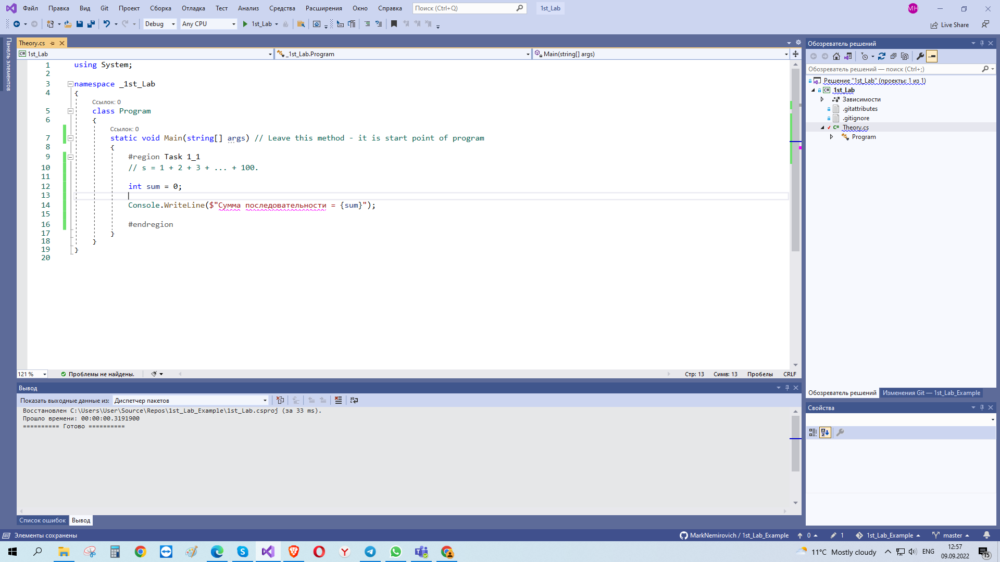 Файл Правка Вид Git Проект Сборка Отладка Тест Анализ Средства Расширения Окно Справка Поиск (Ctrl+Q) 1st_Lab MH
Debug Any CPU 1st_Lab Live Share
Панель элементов
Theory.cs
1st_Lab _1st_Lab.Program Main(string[] args)
1 using System;
2
3 namespace _1st_Lab
4 {
Ссылок: 0
5 class Program
6 {
Ссылок: 0
7 static void Main(string[] args) // Leave this method - it is start point of program
8 {
9 #region Task 1_1
10 // s = 1 + 2 + 3 + ... + 100.
11
12 int sum = 0;
13
14 Console.WriteLine($"Сумма последовательности = {sum}");
15
16 #endregion
17 }
18 }
19 }
20
121 % Проблемы не найдены. Стр: 13 Симв: 13 Пробелы CRLF
Вывод
Показать выходные данные из: Диспетчер пакетов
Восстановлен C:\Users\User\Source\Repos\1st_Lab_Example\1st_Lab.csproj (за 33 ms).
Прошло времени: 00:00:00.3191900
========== Готово ==========
Список ошибок Вывод
Обозреватель решений
Обозреватель решений — поиск (Ctrl+;)
Решение "1st_Lab" (проекты: 1 из 1)
1st_Lab
Зависимости
.gitattributes
.gitignore
Theory.cs
Program
Обозреватель решений Изменения Git — 1st_Lab_Example
Свойства
Элементы сохранены MarkNemirovich / 1st_Lab_Example 0 1 1st_Lab_Example master
11°C Mostly cloudy ENG 12:57
09.09.2022 15